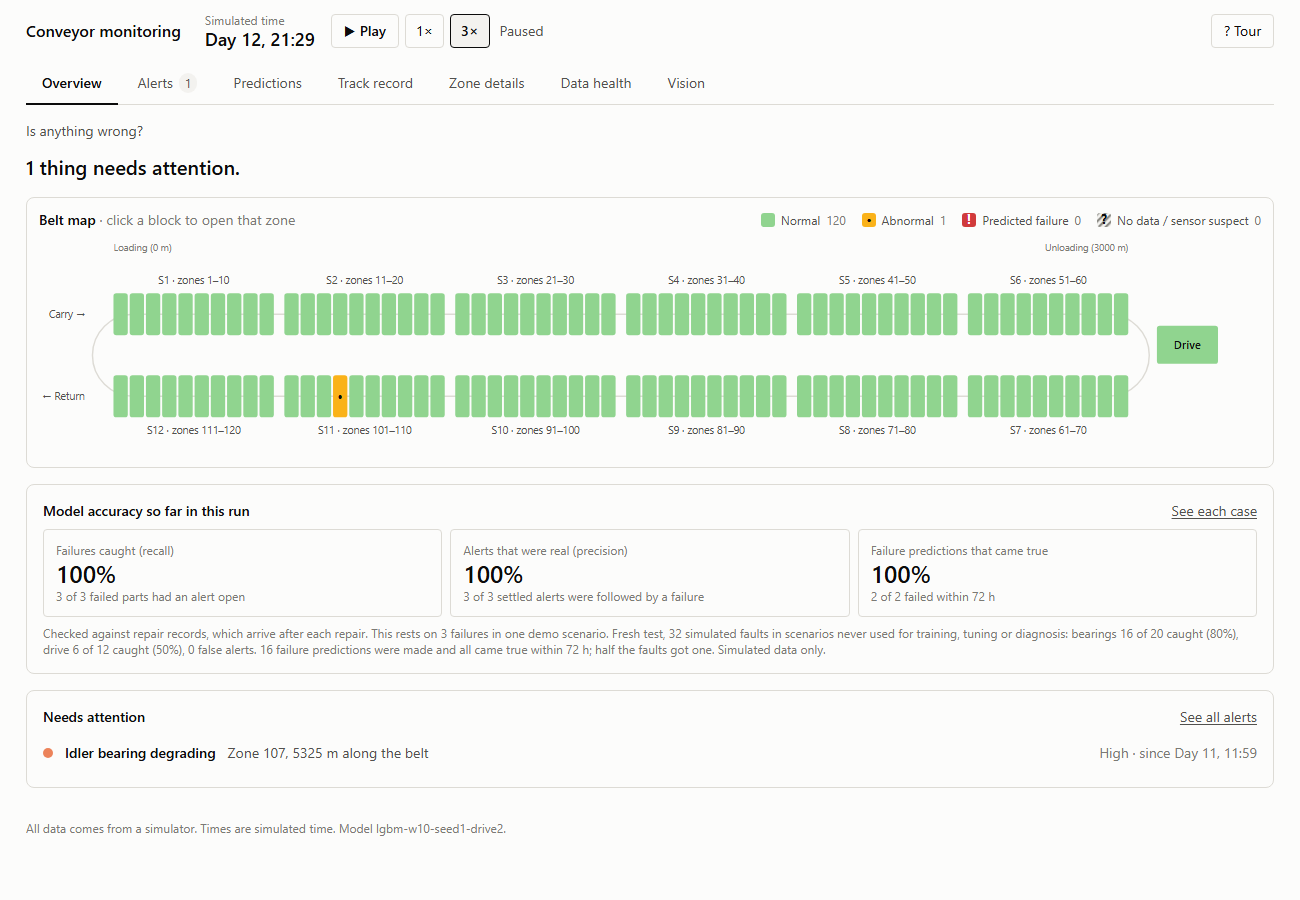 Conveyor monitoring
Simulated time
Day 12, 21:29
▶ Play
1×
3×
Paused
? Tour
Overview
Alerts 1
Predictions
Track record
Zone details
Data health
Vision
Is anything wrong?
1 thing needs attention.
Belt map · click a block to open that zone
Normal 120
Abnormal 1
! Predicted failure 0
? No data / sensor suspect 0
Loading (0 m)
Unloading (3000 m)
S1 · zones 1–10
S2 · zones 11–20
S3 · zones 21–30
S4 · zones 31–40
S5 · zones 41–50
S6 · zones 51–60
Carry →
Drive
← Return
S12 · zones 111–120
S11 · zones 101–110
S10 · zones 91–100
S9 · zones 81–90
S8 · zones 71–80
S7 · zones 61–70
Model accuracy so far in this run
See each case
Failures caught (recall)
100%
3 of 3 failed parts had an alert open
Alerts that were real (precision)
100%
3 of 3 settled alerts were followed by a failure
Failure predictions that came true
100%
2 of 2 failed within 72 h
Checked against repair records, which arrive after each repair. This rests on 3 failures in one demo scenario. Fresh test, 32 simulated faults in scenarios never used for training, tuning or diagnosis: bearings 16 of 20 caught (80%),
drive 6 of 12 caught (50%), 0 false alerts. 16 failure predictions were made and all came true within 72 h; half the faults got one. Simulated data only.
Needs attention
See all alerts
Idler bearing degrading Zone 107, 5325 m along the belt
High · since Day 11, 11:59
All data comes from a simulator. Times are simulated time. Model lgbm-w10-seed1-drive2.